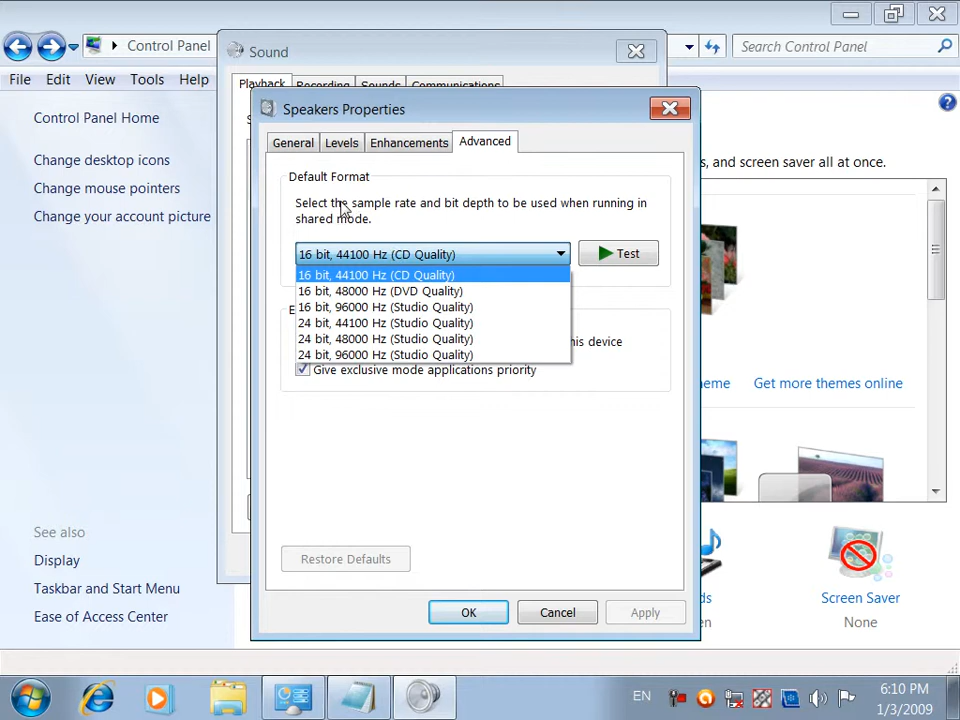 Control Panel
Search Control Panel
Sound
File Edit View Tools Help
Playback Recording Sounds Communications
Speakers Properties
General Levels Enhancements Advanced
Control Panel Home
Change desktop icons
Change mouse pointers
Change your account picture
s, and screen saver all at once.
Default Format
Select the sample rate and bit depth to be used when running in
shared mode.
16 bit, 44100 Hz (CD Quality)
Test
16 bit, 44100 Hz (CD Quality)
16 bit, 48000 Hz (DVD Quality)
16 bit, 96000 Hz (Studio Quality)
24 bit, 44100 Hz (Studio Quality)
24 bit, 48000 Hz (Studio Quality)
24 bit, 96000 Hz (Studio Quality)
his device
Give exclusive mode applications priority
eme
Get more themes online
Restore Defaults
OK Cancel Apply
See also
Display
Taskbar and Start Menu
Ease of Access Center
ds
en
Screen Saver
None
EN
6:10 PM
1/3/2009